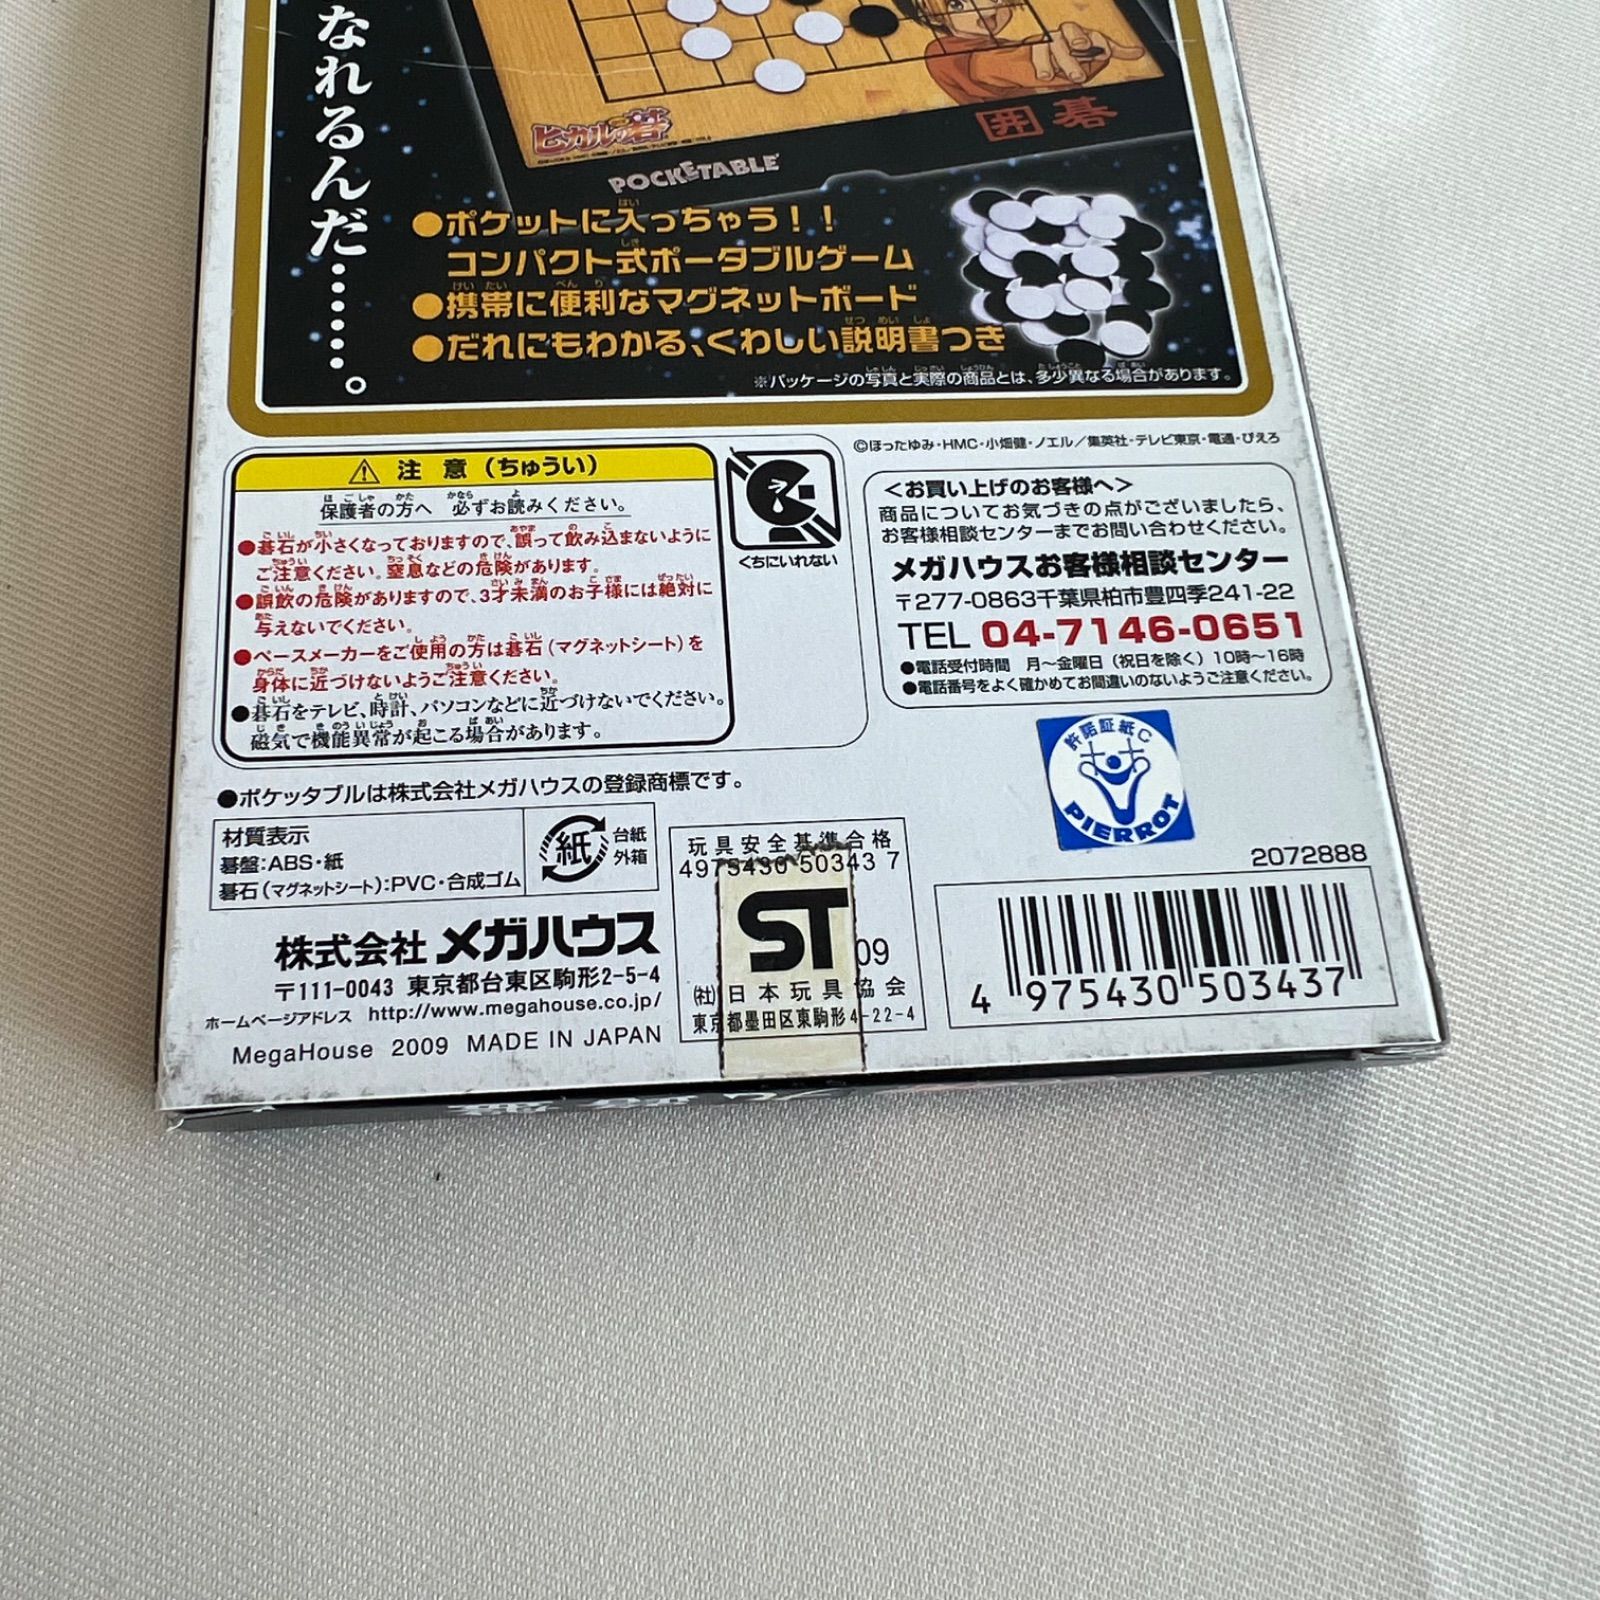 なれるんだ……。
ヒカルの碁
囲碁
POCKETABLE
●ポケットに入っちゃう！！
コンパクト式ポータブルゲーム
●携帯に便利なマグネットボード
●だれにもわかる、くわしい説明書つき
※パッケージの写真と実際の商品とは、多少異なる場合があります。
©ほったゆみ・HMC・小畑健・ノエル／集英社・テレビ東京・電通・ぴえろ
注意（ちゅうい）
保護者の方へ 必ずお読みください。
●碁石が小さくなっておりますので、誤って飲み込まないように
ご注意ください。窒息などの危険があります。
●誤飲の危険がありますので、3才未満のお子様には絶対に
与えないでください。
●ペースメーカーをご使用の方は碁石（マグネットシート）を
身体に近づけないようご注意ください。
●碁石をテレビ、時計、パソコンなどに近づけないでください。
磁気で機能異常が起こる場合があります。
くちにいれない
＜お買い上げのお客様へ＞
商品についてお気づきの点がございましたら、
お客様相談センターまでお問い合わせください。
メガハウスお客様相談センター
〒277-0863千葉県柏市豊四季241-22
TEL 04-7146-0651
●電話受付時間 月～金曜日（祝日を除く）10時～16時
●電話番号をよく確かめてお間違いのないようご注意ください。
許諾証紙C
PIERROT
●ポケッタブルは株式会社メガハウスの登録商標です。
材質表示
碁盤:ABS・紙
碁石（マグネットシート）:PVC・合成ゴム
紙
台紙
外箱
株式会社 メガハウス
〒111-0043 東京都台東区駒形2-5-4
ホームページアドレス http://www.megahouse.co.jp/
MegaHouse 2009 MADE IN JAPAN
玩具安全基準合格
4975430 50343 7
ST
09
(社)日本玩具協会
東京都墨田区東駒形4-22-4
2072888
4 975430 503437